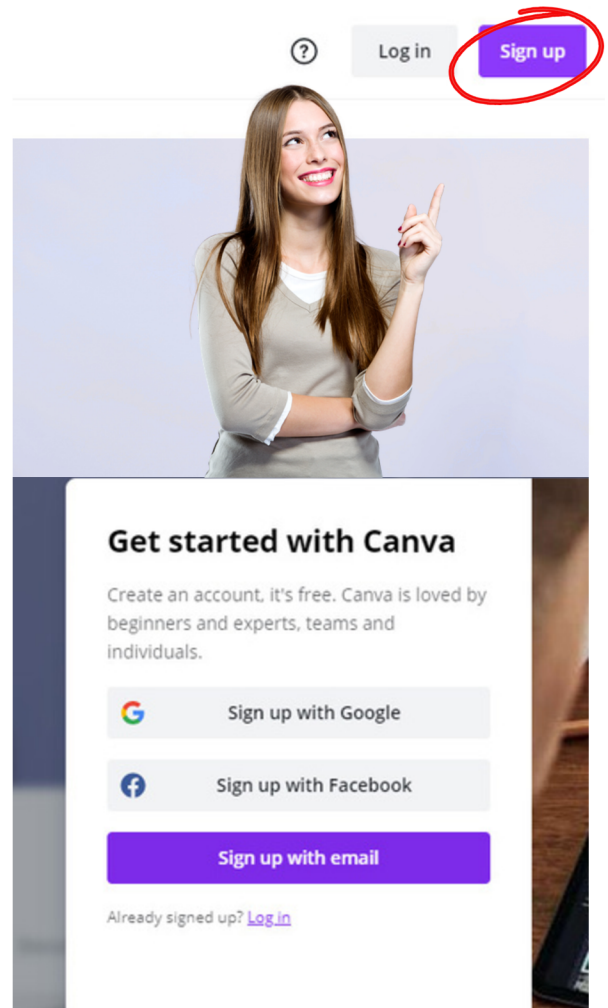 Log in
Sign up
Get started with Canva
Create an account, it's free. Canva is loved by
beginners and experts, teams and
individuals.
Sign up with Google
Sign up with Facebook
Sign up with email
Already signed up? Log in